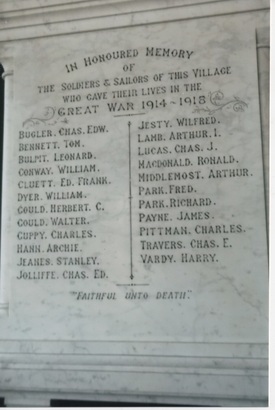 IN HONOURED MEMORY
OF
THE SOLDIERS & SAILORS OF THIS VILLAGE
WHO GAVE THEIR LIVES IN THE
GREAT WAR 1914-1918
BUGLER. CHAS. EDW.
BENNETT. TOM.
BULPIT. LEONARD.
CONWAY. WILLIAM.
CLUETT. ED. FRANK.
DYER. WILLIAM.
GOULD. HERBERT. C.
GOULD. WALTER.
GUPPY. CHARLES.
HANN. ARCHIE.
JEANES. STANLEY.
JOLLIFFE. CHAS. ED.
JESTY. WILFRED.
LAMB. ARTHUR. I.
LUCAS. CHAS. J.
MACDONALD. RONALD.
MIDDLEMOST. ARTHUR.
PARK. FRED.
PARK. RICHARD.
PAYNE. JAMES.
PITTMAN. CHARLES.
TRAVERS. CHAS. E.
VARDY. HARRY.
"FAITHFUL UNTO DEATH."